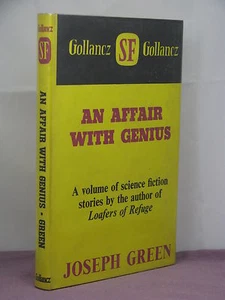 Gollancz SF Gollancz
AN AFFAIR
WITH GENIUS
A volume of science fiction
stories by the author of
Loafers of Refuge
JOSEPH GREEN
SF
AN AFFAIR WITH GENIUS • GREEN
Gollancz